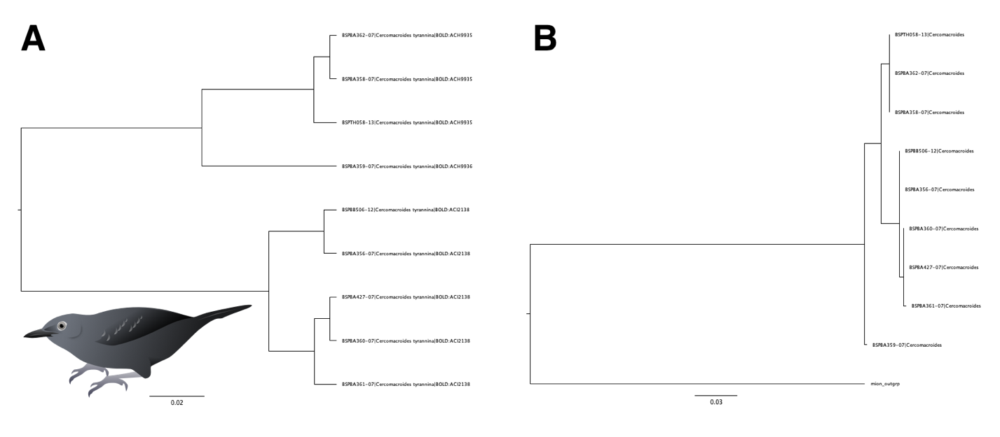 A
BSPBA362-07|Cercomacroides tyrannina|BOLD:ACH9935
BSPBA358-07|Cercomacroides tyrannina|BOLD:ACH9935
BSPTH058-13|Cercomacroides tyrannina|BOLD:ACH9935
BSPBA359-07|Cercomacroides tyrannina|BOLD:ACH9936
BSPBB506-12|Cercomacroides tyrannina|BOLD:ACI2138
BSPBA356-07|Cercomacroides tyrannina|BOLD:ACI2138
BSPBA427-07|Cercomacroides tyrannina|BOLD:ACI2138
BSPBA360-07|Cercomacroides tyrannina|BOLD:ACI2138
BSPBA361-07|Cercomacroides tyrannina|BOLD:ACI2138
0.02
B
BSPTH058-13|Cercomacroides
BSPBA362-07|Cercomacroides
BSPBA358-07|Cercomacroides
BSPBB506-12|Cercomacroides
BSPBA356-07|Cercomacroides
BSPBA360-07|Cercomacroides
BSPBA427-07|Cercomacroides
BSPBA361-07|Cercomacroides
BSPBA359-07|Cercomacroides
mion_outgrp
0.03